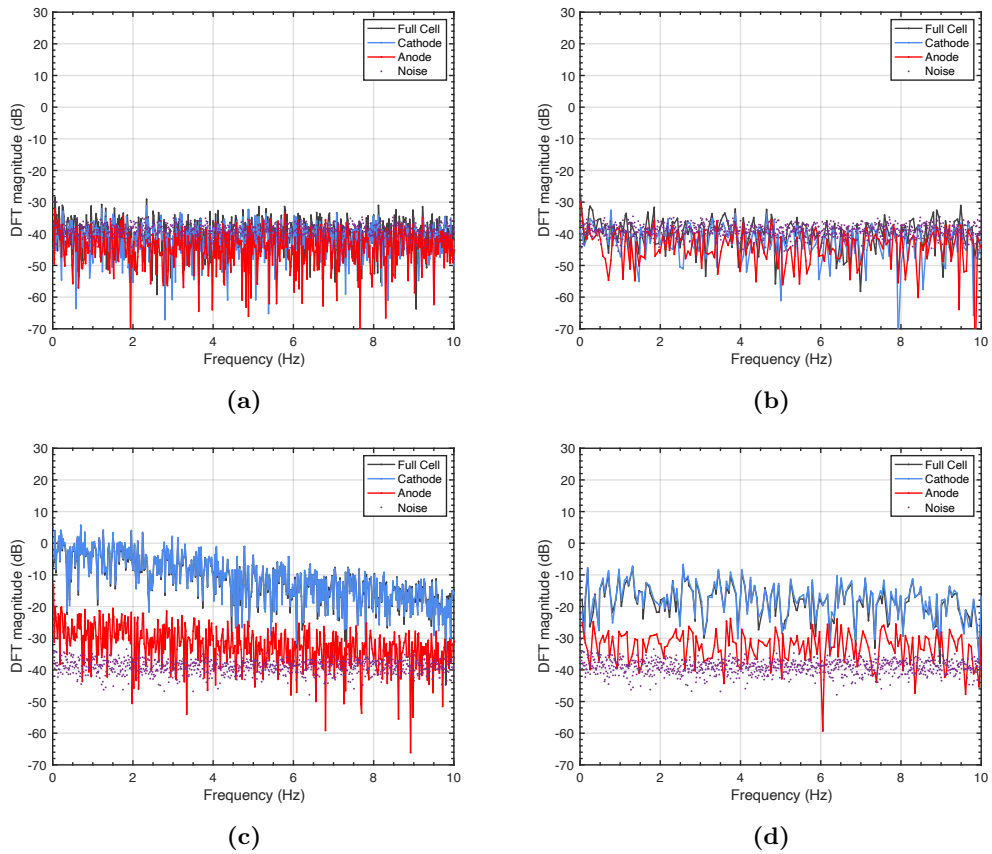 30
20
10
0
-10
-20
-30
-40
-50
-60
-70
DFT magnitude (dB)
0 2 4 6 8 10
Frequency (Hz)
Full Cell
Cathode
Anode
Noise
(a)
30
20
10
0
-10
-20
-30
-40
-50
-60
-70
DFT magnitude (dB)
0 2 4 6 8 10
Frequency (Hz)
Full Cell
Cathode
Anode
Noise
(b)
30
20
10
0
-10
-20
-30
-40
-50
-60
-70
DFT magnitude (dB)
0 2 4 6 8 10
Frequency (Hz)
Full Cell
Cathode
Anode
Noise
(c)
30
20
10
0
-10
-20
-30
-40
-50
-60
-70
DFT magnitude (dB)
0 2 4 6 8 10
Frequency (Hz)
Full Cell
Cathode
Anode
Noise
(d)